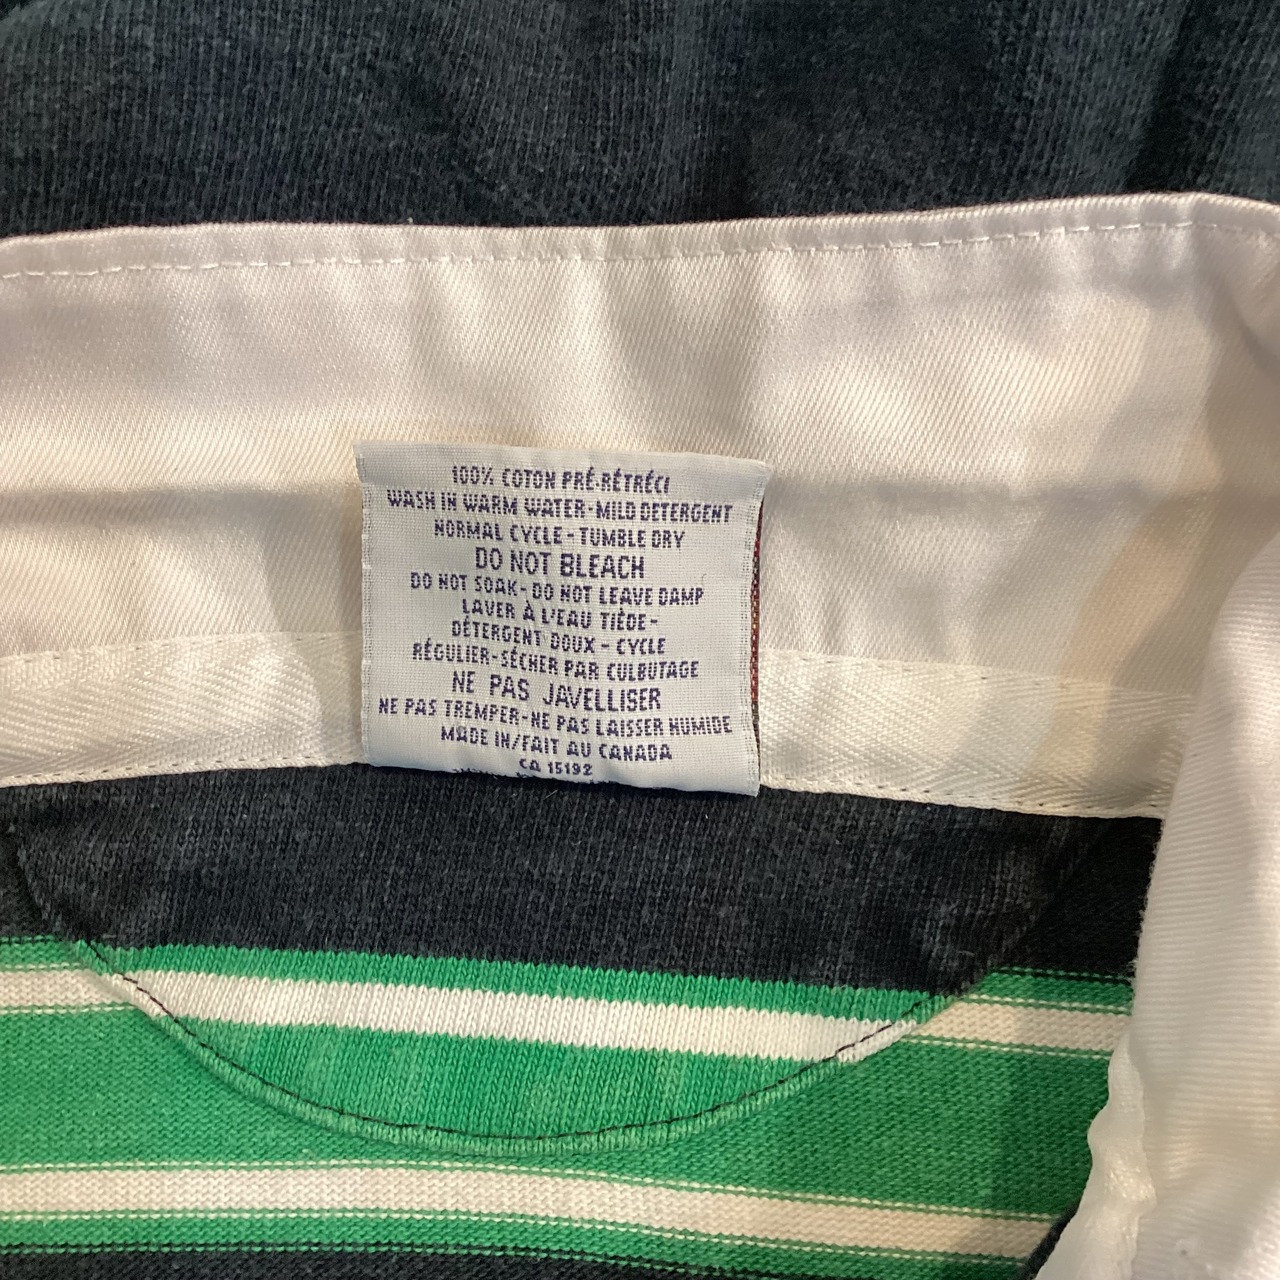 100% COTON PRÉ-RÉTRÉCI
WASH IN WARM WATER-MILD DETERGENT
NORMAL CYCLE-TUMBLE DRY
DO NOT BLEACH
DO NOT SOAK-DO NOT LEAVE DAMP
LAVER À L'EAU TIÈDE-
DÉTERGENT DOUX-CYCLE
RÉGULIER-SÉCHER PAR CULBUTAGE
NE PAS JAVELLISER
NE PAS TREMPER-NE PAS LAISSER HUMIDE
MADE IN/FAIT AU CANADA
CA 15192